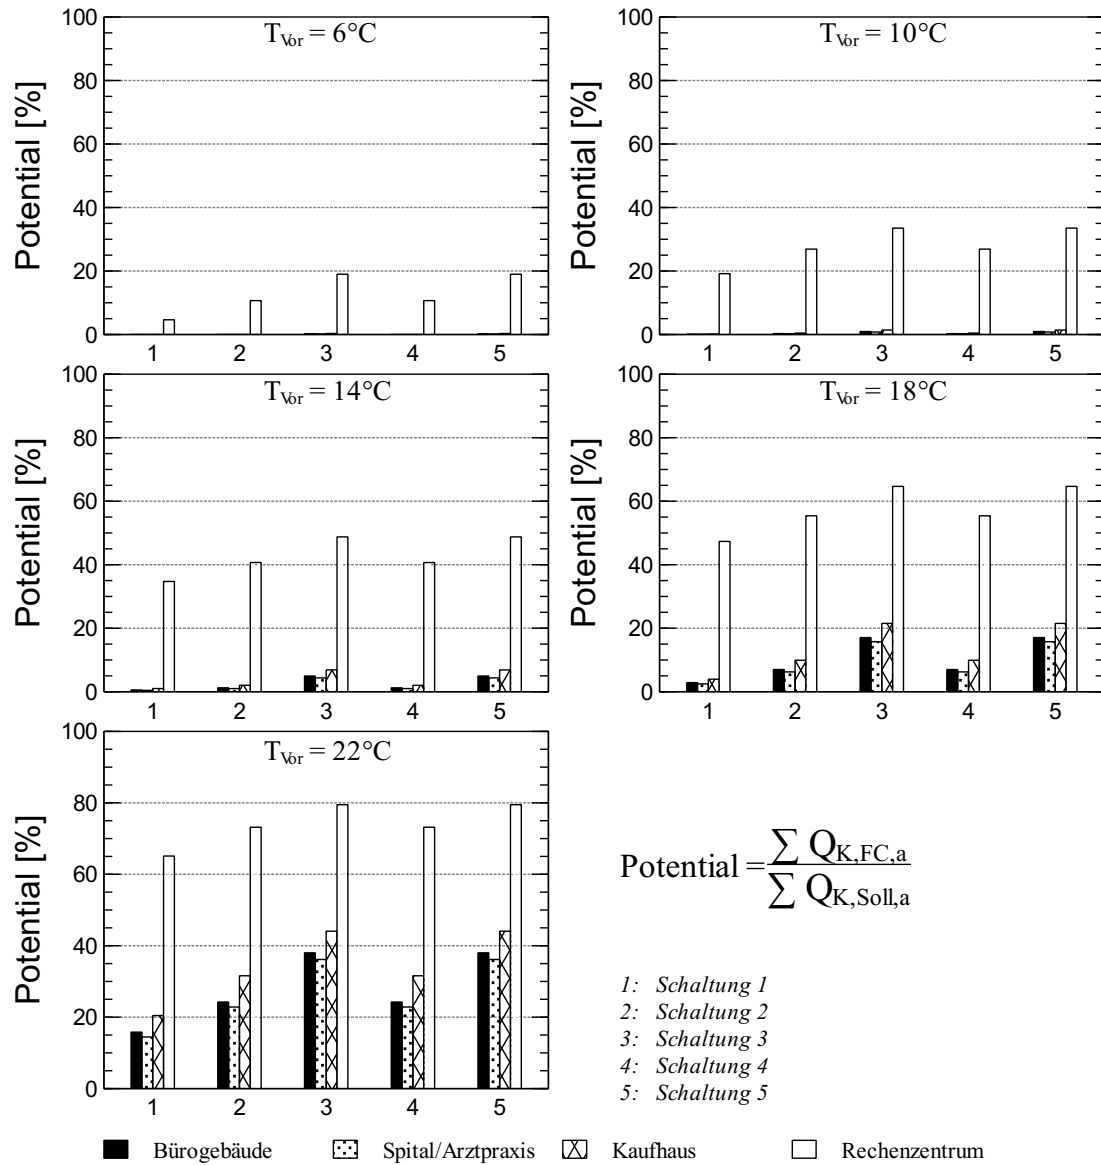 T_Vor = 6°C
Potential [%]
100
80
60
40
20
0
1 2 3 4 5
T_Vor = 10°C
Potential [%]
100
80
60
40
20
0
1 2 3 4 5
T_Vor = 14°C
Potential [%]
100
80
60
40
20
0
1 2 3 4 5
T_Vor = 18°C
Potential [%]
100
80
60
40
20
0
1 2 3 4 5
T_Vor = 22°C
Potential [%]
100
80
60
40
20
0
1 2 3 4 5
Potential = ∑ Q_K,FC,a / ∑ Q_K,Soll,a
1: Schaltung 1
2: Schaltung 2
3: Schaltung 3
4: Schaltung 4
5: Schaltung 5
Bürogebäude Spital/Arztpraxis Kaufhaus Rechenzentrum